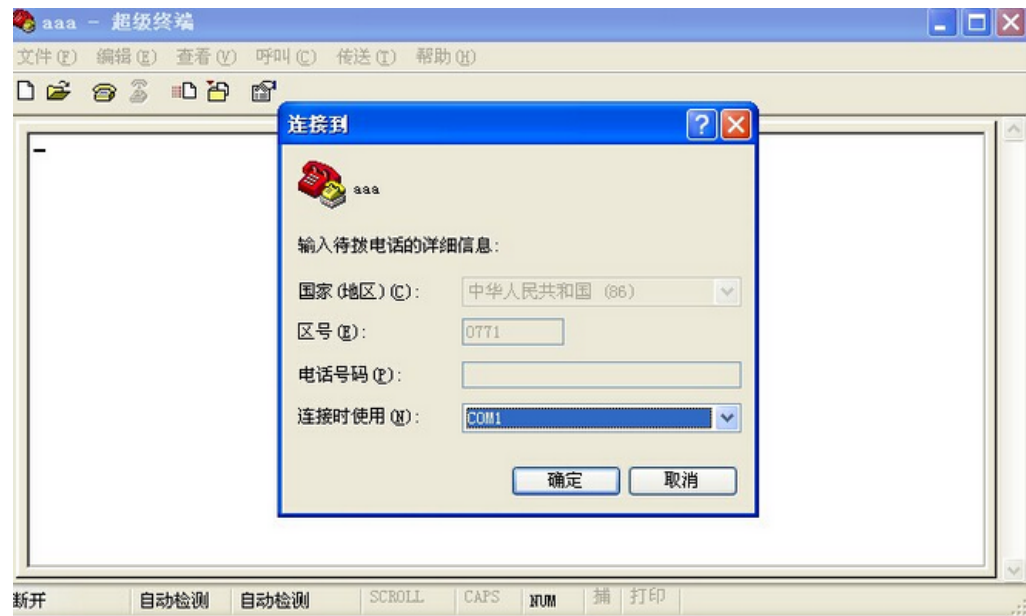 aaa - 超级终端
文件(F) 编辑(E) 查看(V) 呼叫(C) 传送(T) 帮助(H)
连接到
aaa
输入待拨电话的详细信息:
国家(地区)(C): 中华人民共和国 (86)
区号(E): 0771
电话号码(P):
连接时使用(N): COM1
确定 取消
断开 自动检测 自动检测 SCROLL CAPS NUM 捕 打印